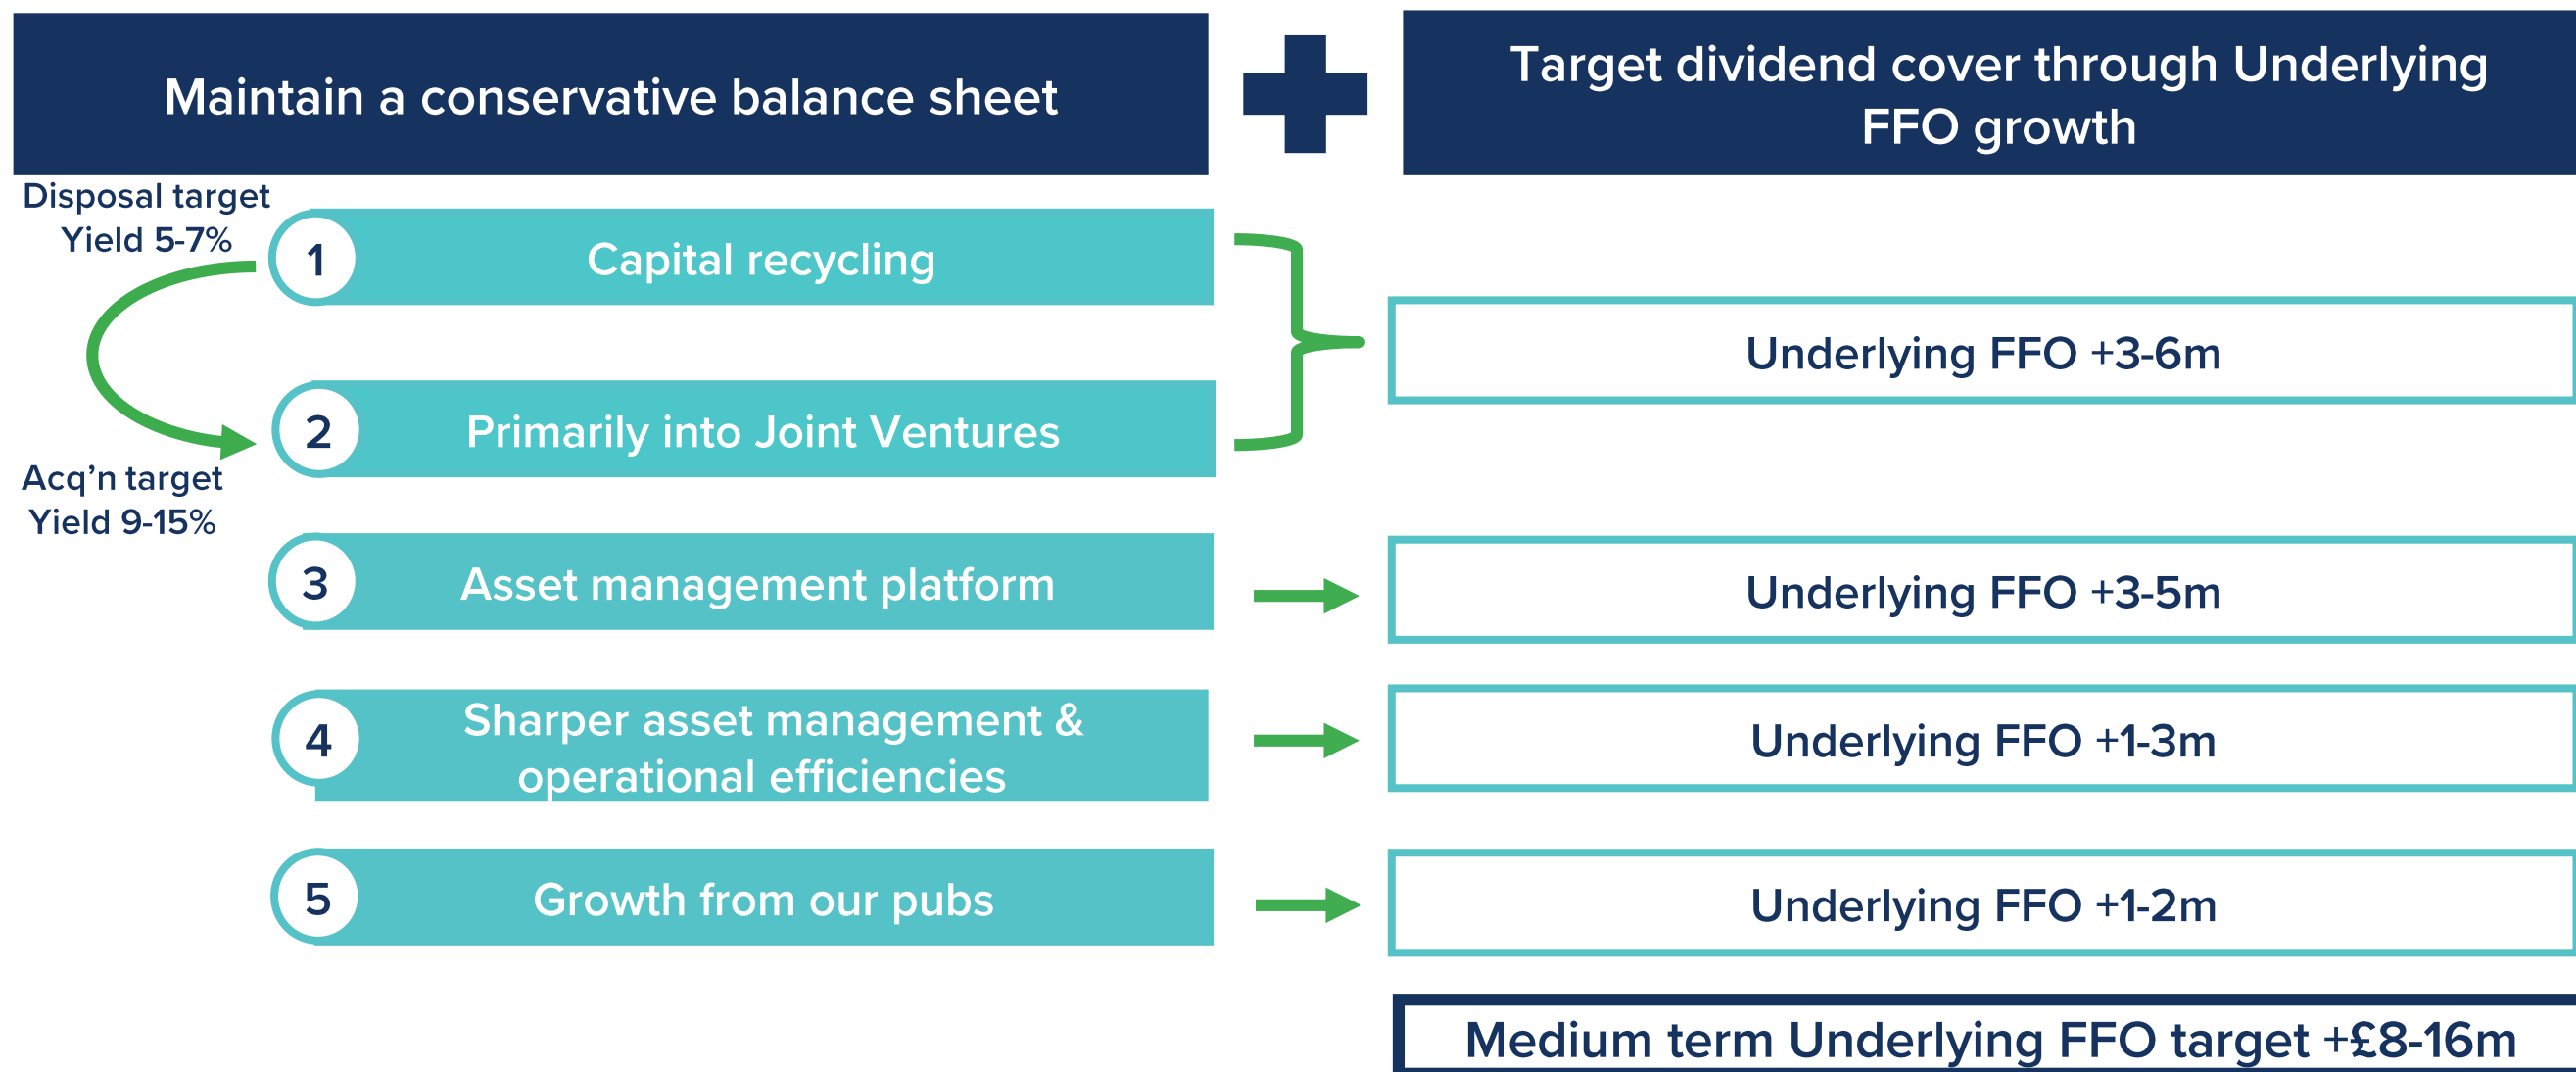 Maintain a conservative balance sheet
Target dividend cover through Underlying
FFO growth
Disposal target
Yield 5-7%
1
Capital recycling
2
Primarily into Joint Ventures
Underlying FFO +3-6m
Acq’n target
Yield 9-15%
3
Asset management platform
Underlying FFO +3-5m
4
Sharper asset management &
operational efficiencies
Underlying FFO +1-3m
5
Growth from our pubs
Underlying FFO +1-2m
Medium term Underlying FFO target +£8-16m